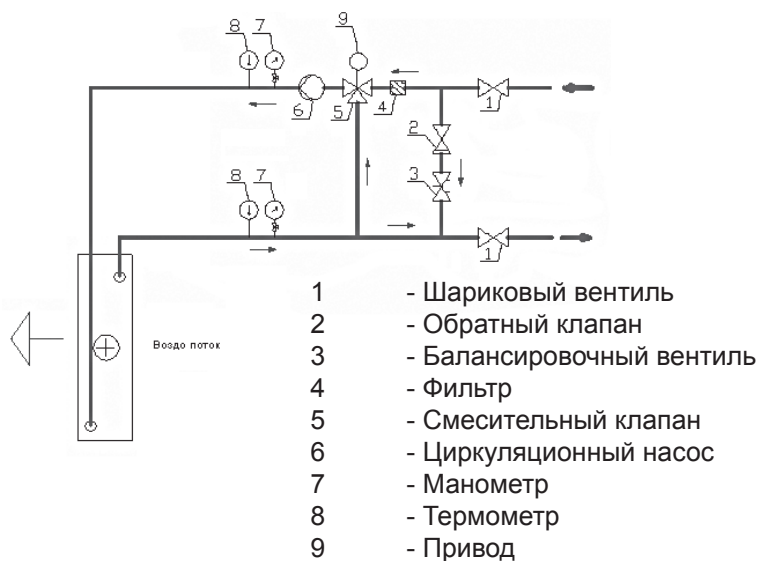 8 7 9
6 5 4 1
2
3
8 7
1
Воздо поток
1 - Шариковый вентиль
2 - Обратный клапан
3 - Балансировочный вентиль
4 - Фильтр
5 - Смесительный клапан
6 - Циркуляционный насос
7 - Манометр
8 - Термометр
9 - Привод